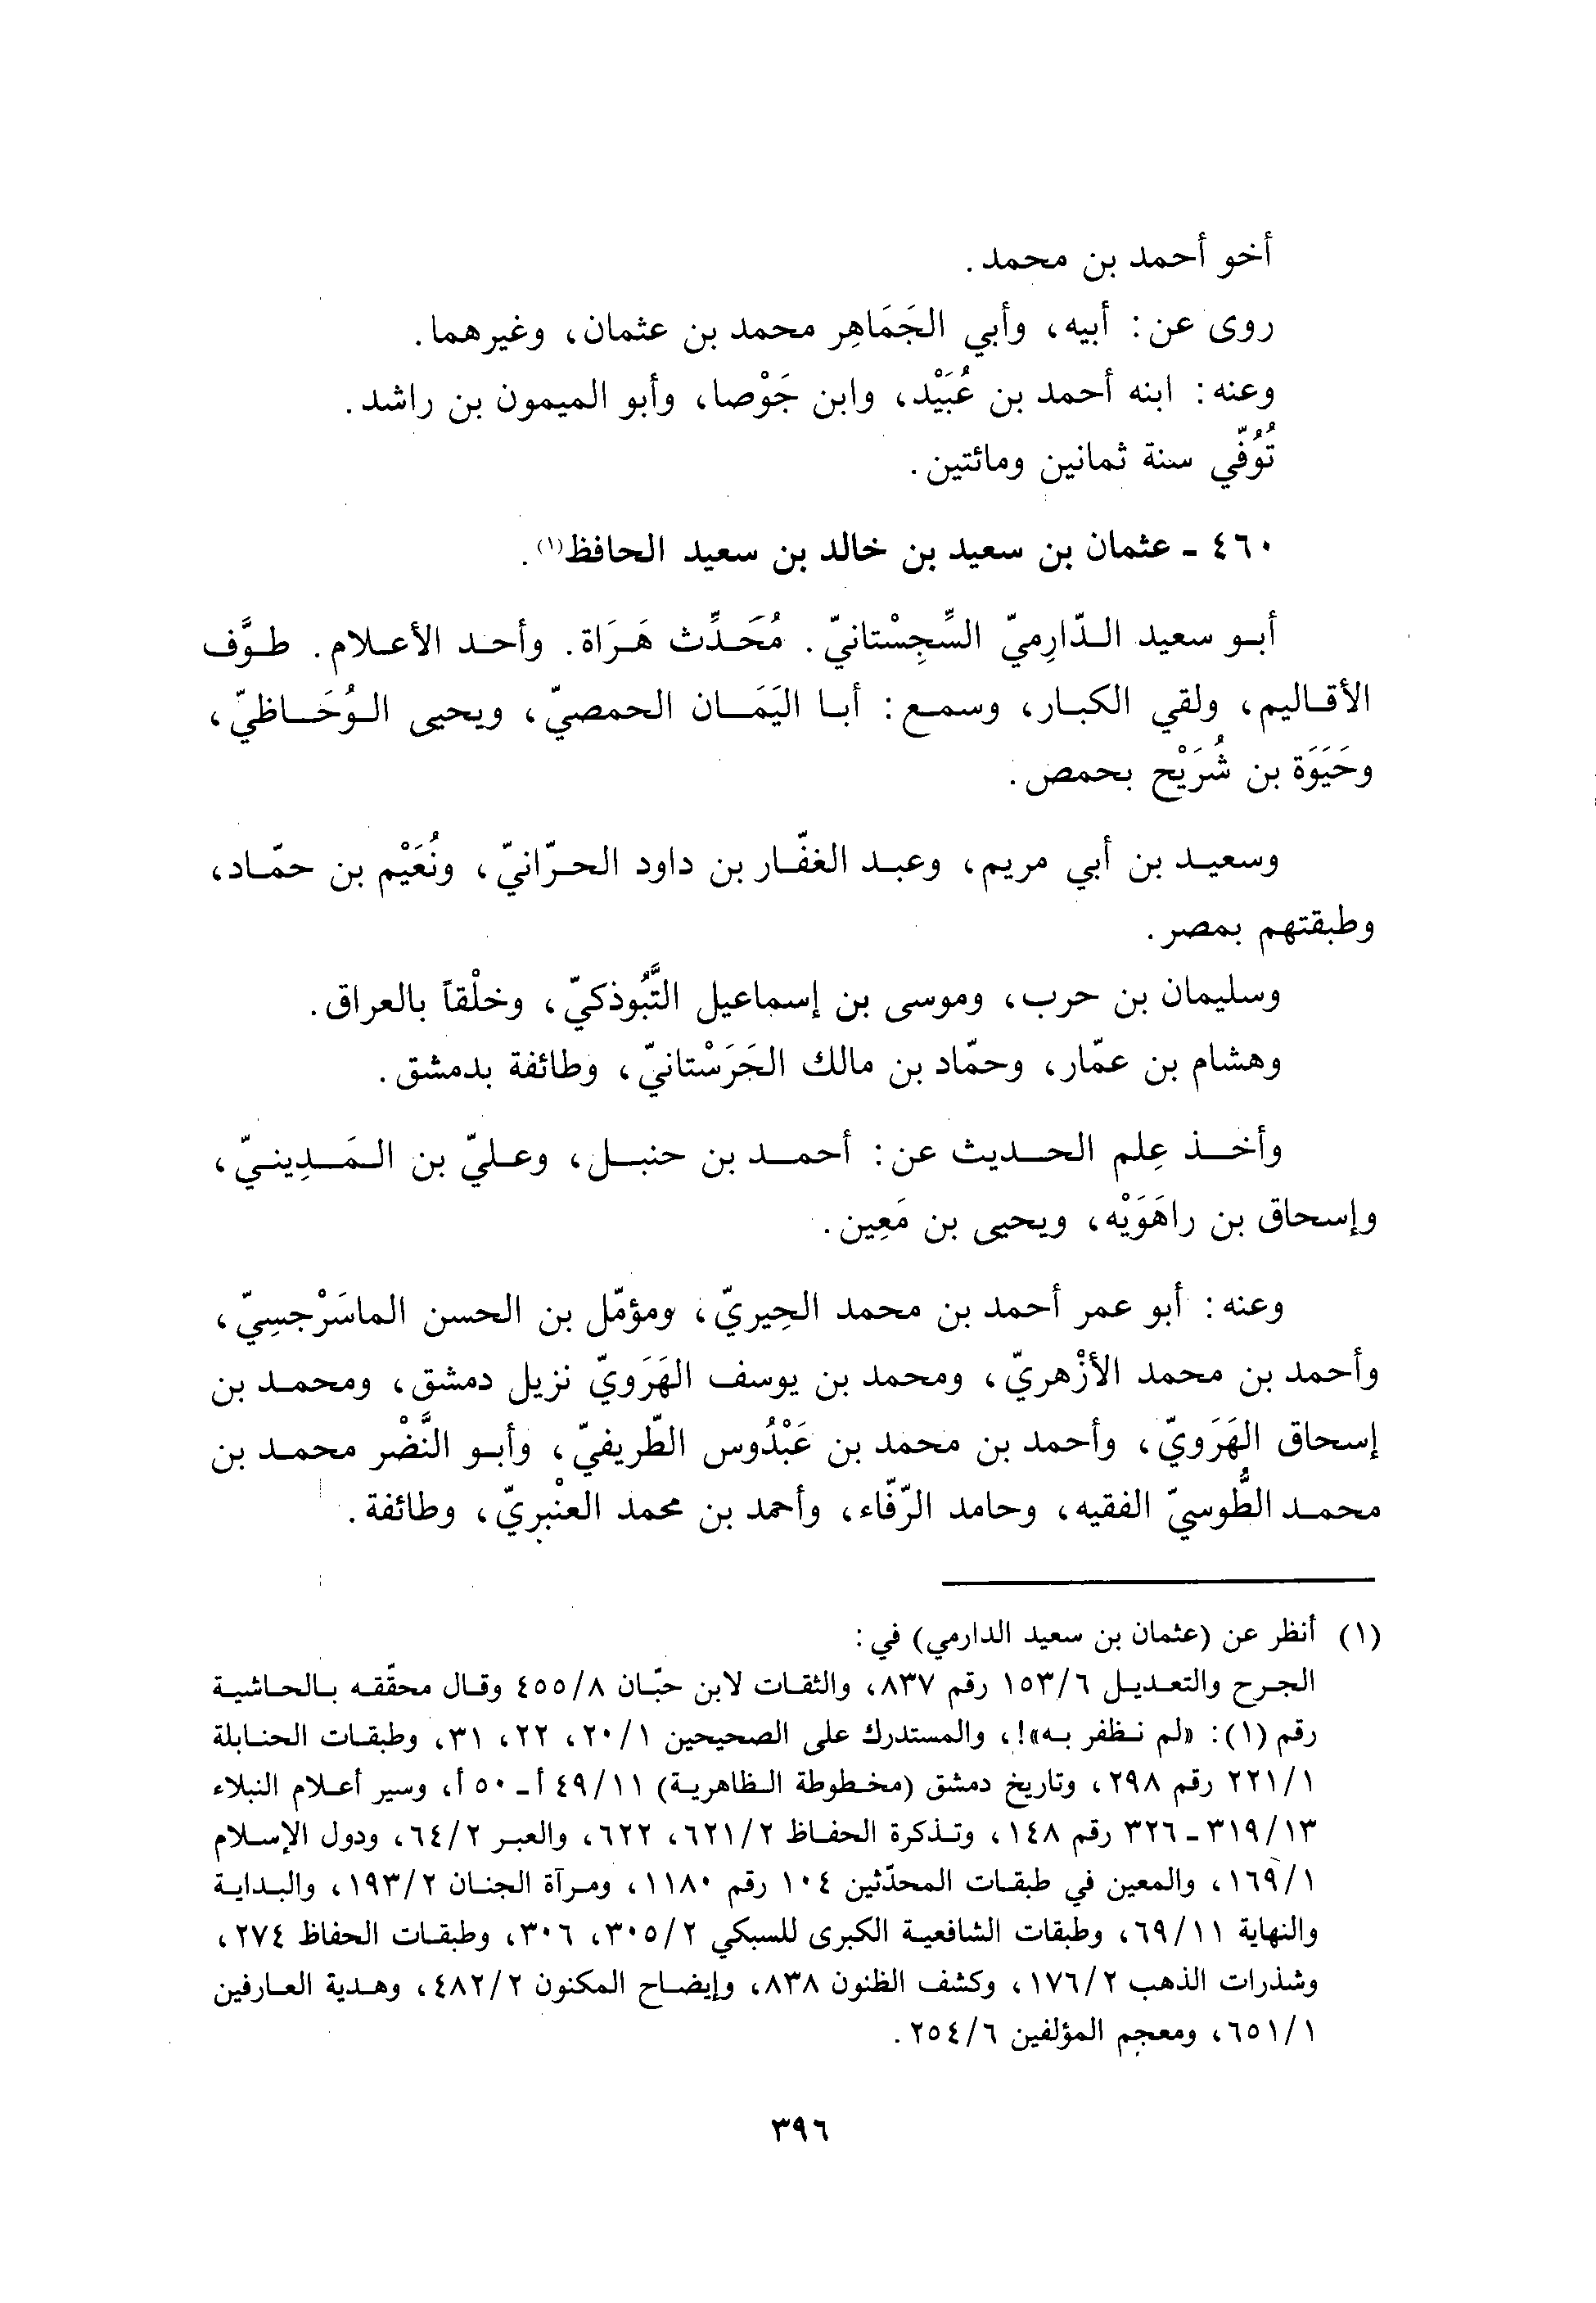 أخو أحمد بن محمد.
روى عن: أبيه، وأبي الجَمَاهِر محمد بن عثمان، وغيرهما.
وعنه: ابنه أحمد بن عُبَيْد، وابن جَوْصا، وأبو الميمون بن راشد.
تُوُفّي سنة ثمانين ومائتين.
٤٦٠ - عثمان بن سعيد بن خالد بن سعيد الحافظ(١).
أبو سعيد الدّارِميّ السِّجِسْتانيّ. مُحَدِّث هَرَاة. وأحد الأعلام. طوَّف
الأقاليم، ولقي الكبار، وسمع: أبا اليَمَان الحمصيّ، ويحيى الوُحَاظيّ،
وحَيَوَة بن شُرَيْح بحمص.
وسعيد بن أبي مريم، وعبد الغفّار بن داود الحرّانيّ، ونُعَيْم بن حمّاد،
وطبقتهم بمصر.
وسليمان بن حرب، وموسى بن إسماعيل التَّبُوذكيّ، وخلْقاً بالعراق.
وهشام بن عمّار، وحمّاد بن مالك الحَرَسْتانيّ، وطائفة بدمشق.
وأخذ عِلم الحديث عن: أحمد بن حنبل، وعليّ بن المَدِينيّ،
وإسحاق بن راهَوَيْه، ويحيى بن مَعِين.
وعنه: أبو عمر أحمد بن محمد الحِيريّ، ومؤمّل بن الحسن الماسَرْجسِيّ،
وأحمد بن محمد الأزْهريّ، ومحمد بن يوسف الهَرَويّ نزيل دمشق، ومحمد بن
إسحاق الهَرَويّ، وأحمد بن محمد بن عَبْدُوس الطّريفيّ، وأبو النَّضْر محمد بن
محمد الطُّوسيّ الفقيه، وحامد الرّفّاء، وأحمد بن محمد العنْبريّ، وطائفة.
(١) أنظر عن (عثمان بن سعيد الدارمي) في:
الجرح والتعديل ١٥٣/٦ رقم ٨٣٧، والثقات لابن حبّان ٤٥٥/٨ وقال محقّقه بالحاشية
رقم (١): «لم نظفر به»!، والمستدرك على الصحيحين ٢٠/١، ٢٢، ٣١، وطبقات الحنابلة
٢٢١/١ رقم ٢٩٨، وتاريخ دمشق (مخطوطة الظاهرية) ٤٩/١١ أ - ٥٠ أ، وسير أعلام النبلاء
٣١٩/١٣ - ٣٢٦ رقم ١٤٨، وتذكرة الحفاظ ٦٢١/٢، ٦٢٢، والعبر ٦٤/٢، ودول الإسلام
١٦٩/١، والمعين في طبقات المحدّثين ١٠٤ رقم ١١٨٠، ومرآة الجنان ١٩٣/٢، والبداية
والنهاية ٦٩/١١، وطبقات الشافعية الكبرى للسبكي ٣٠٥/٢، ٣٠٦، وطبقات الحفاظ ٢٧٤،
وشذرات الذهب ١٧٦/٢، وكشف الظنون ٨٣٨، وإيضاح المكنون ٤٨٢/٢، وهدية العارفين
٦٥١/١، ومعجم المؤلفين ٢٥٤/٦.
٣٩٦